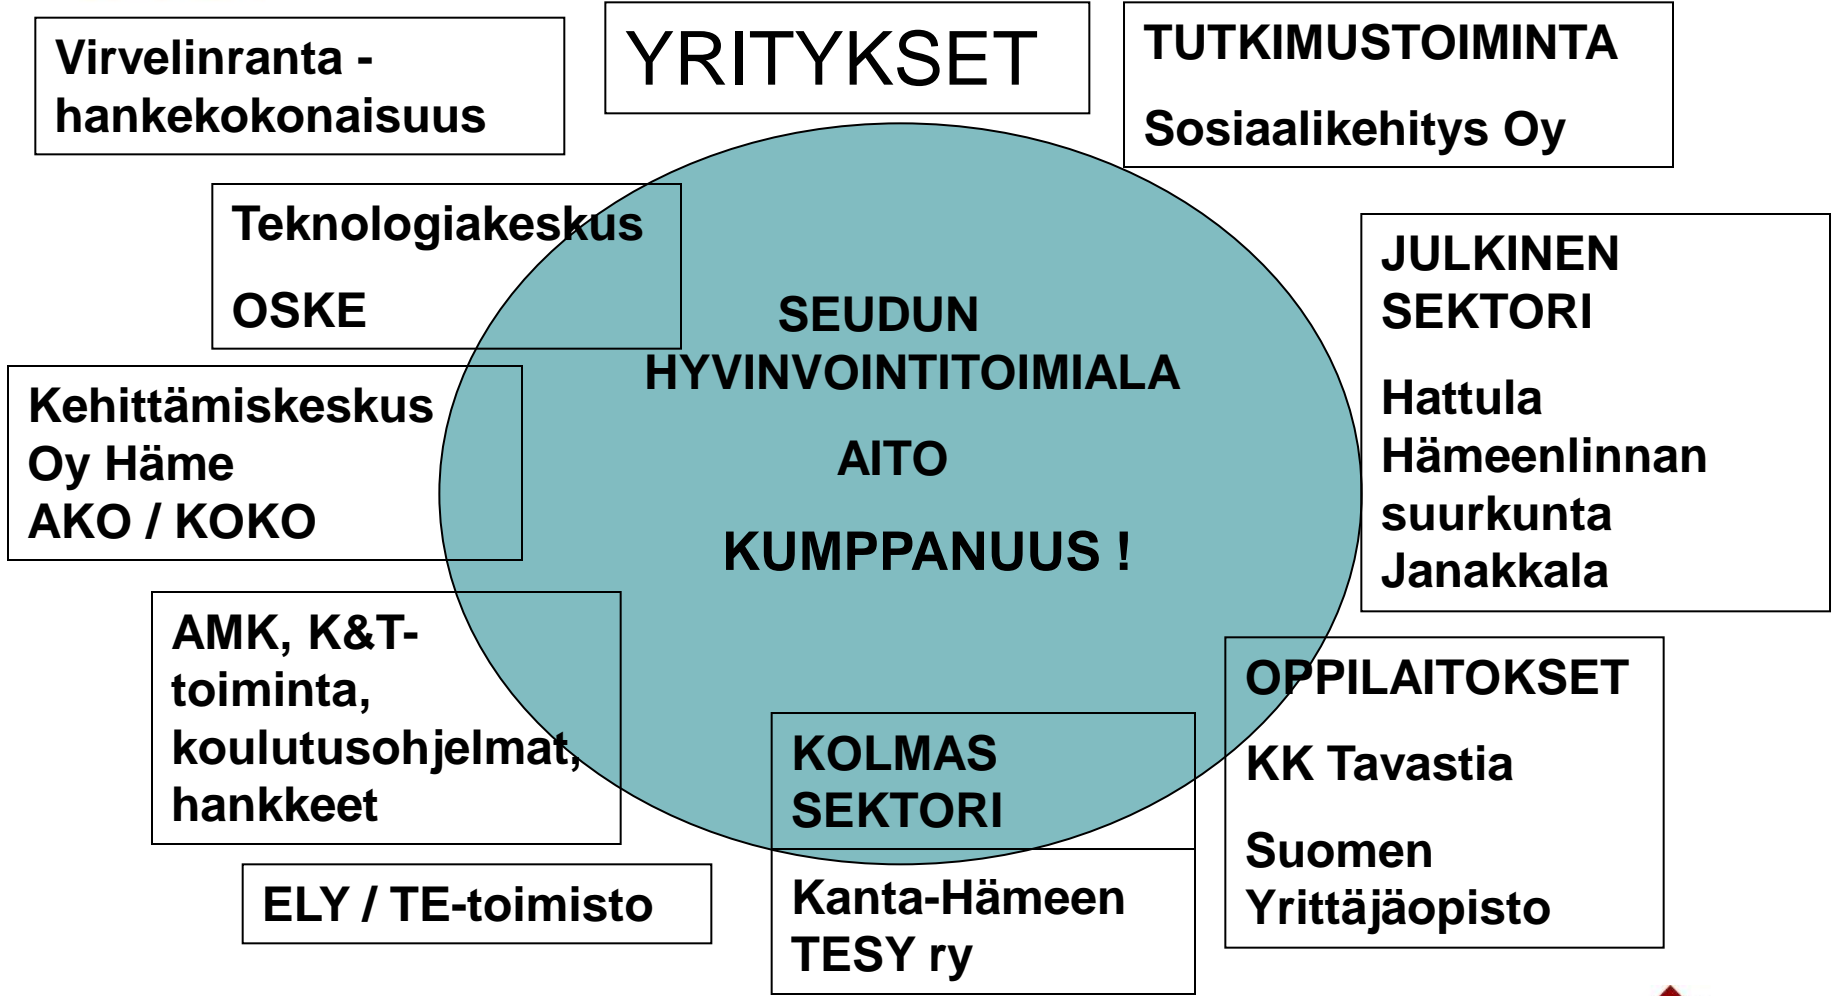 Virvelinranta -
hankekokonaisuus
YRITYKSET
TUTKIMUSTOIMINTA
Sosiaalikehitys Oy
Teknologiakeskus
OSKE
JULKINEN
SEKTORI
Hattula
Hämeenlinnan
suurkunta
Janakkala
SEUDUN
HYVINVOINTITOIMIALA
AITO
KUMPPANUUS !
Kehittämiskeskus
Oy Häme
AKO / KOKO
AMK, K&T-
toiminta,
koulutusohjelmat,
hankkeet
OPPILAITOKSET
KK Tavastia
Suomen
Yrittäjäopisto
KOLMAS
SEKTORI
Kanta-Hämeen
TESY ry
ELY / TE-toimisto